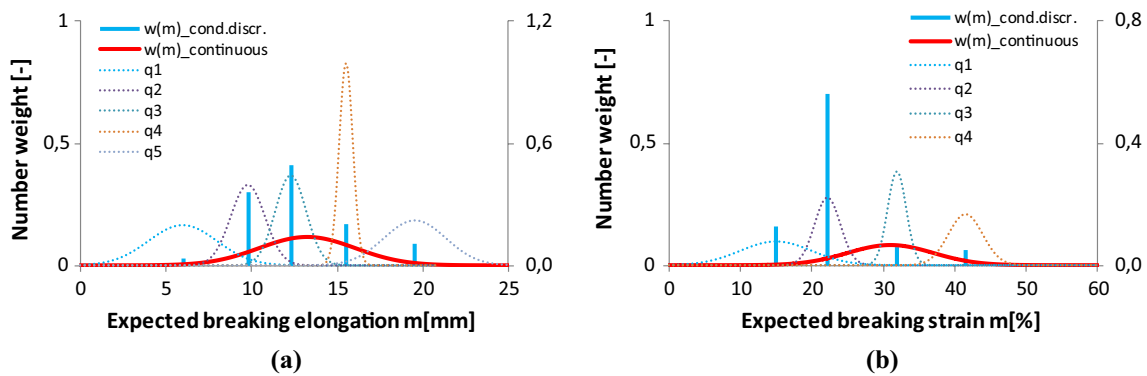 1
0,5
0
Number weight [-]
w(m)_cond.discr.
w(m)_continuous
q1
q2
q3
q4
q5
1,2
0,6
0,0
0 5 10 15 20 25
Expected breaking elongation m[mm]
(a)
1
0,5
0
Number weight [-]
w(m)_cond.discr.
w(m)_continuous
q1
q2
q3
q4
0,8
0,4
0,0
0 10 20 30 40 50 60
Expected breaking strain m[%]
(b)